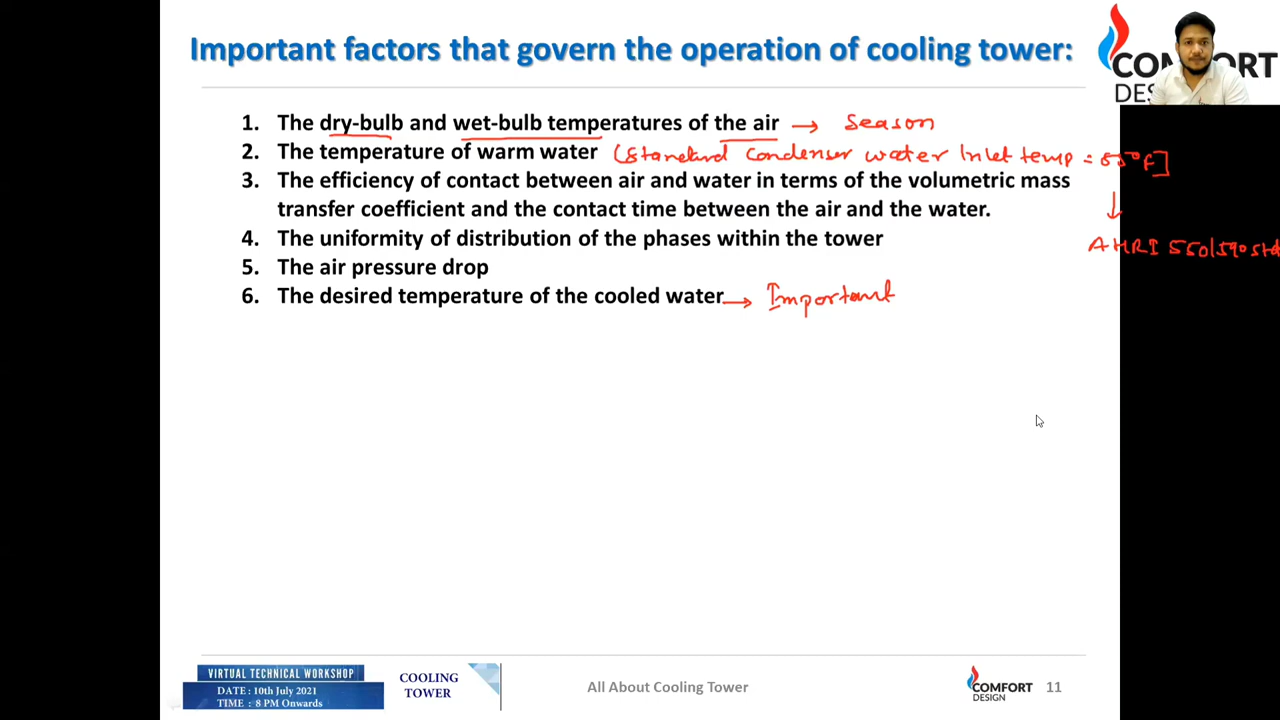 Important factors that govern the operation of cooling tower:
COMFORT
DESIGN
1. The dry-bulb and wet-bulb temperatures of the air → Season
2. The temperature of warm water (Standard condenser water Inlet temp =
3. The efficiency of contact between air and water in terms of the volumetric mass
transfer coefficient and the contact time between the air and the water.
AHRI 550/590 std
4. The uniformity of distribution of the phases within the tower
5. The air pressure drop
6. The desired temperature of the cooled water → Important
VIRTUAL TECHNICAL WORKSHOP
DATE : 10th July 2021
TIME : 8 PM Onwards
COOLING
TOWER
All About Cooling Tower
COMFORT
DESIGN
11